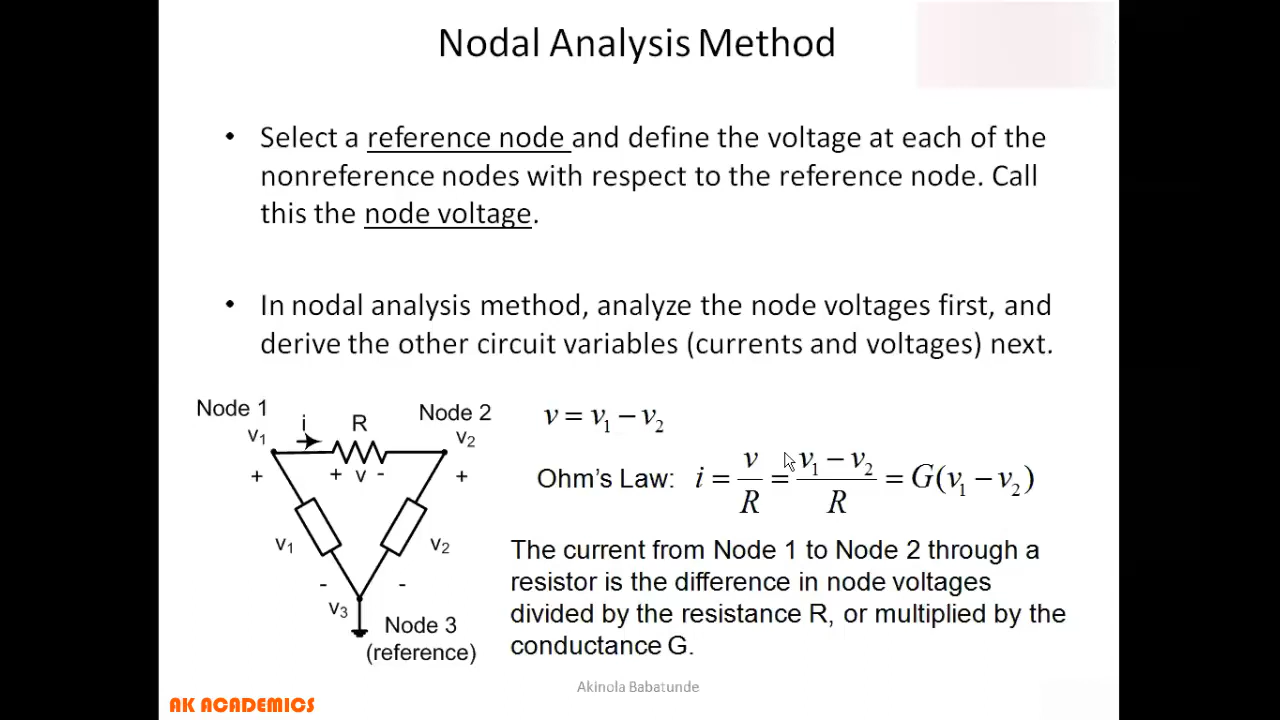 Nodal Analysis Method
• Select a reference node and define the voltage at each of the
nonreference nodes with respect to the reference node. Call
this the node voltage.
• In nodal analysis method, analyze the node voltages first, and
derive the other circuit variables (currents and voltages) next.
Node 1
i
R
Node 2
v₁
v₂
+
+ v -
+
v₁
v₂
-
-
v₃
Node 3
(reference)
v = v₁ − v₂
Ohm's Law: i = v/R = (v₁ − v₂)/R = G(v₁ − v₂)
The current from Node 1 to Node 2 through a
resistor is the difference in node voltages
divided by the resistance R, or multiplied by the
conductance G.
Akinola Babatunde
AK ACADEMICS